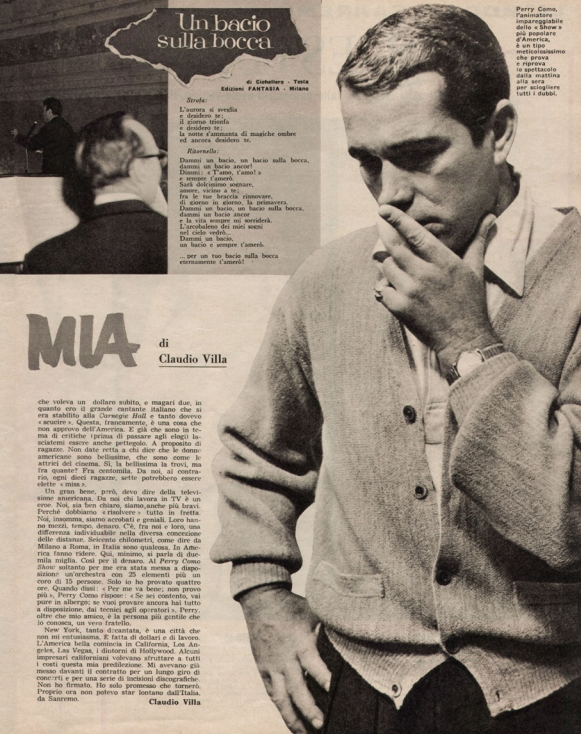 Un bacio
sulla bocca
di Cichellero - Testa
Edizioni FANTASIA - Milano
Strofa:
L'aurora si sveglia
e desidero te;
il giorno trionfa
e desidero te;
la notte s'ammanta di magiche ombre
ed ancora desidero te.
Ritornello:
Dammi un bacio, un bacio sulla bocca,
dammi un bacio ancor!
Dimmi: « T'amo, t'amo! »
e sempre t'amerò.
Sarà dolcissimo sognare,
amore, vicino a te;
fra le tue braccia rinnovare,
di giorno in giorno, la primavera.
Dammi un bacio, un bacio sulla bocca,
dammi un bacio ancor
e la vita sempre mi sorriderà.
L'arcobaleno dei miei sogni
nel cielo vedrò...
Dammi un bacio,
un bacio e sempre t'amerò.
... per un tuo bacio sulla bocca
eternamente t'amerò!
Perry Como,
l'animatore
impareggiabile
dello « Show »
più popolare
d'America,
è un tipo
meticolosissimo
che prova
e riprova
lo spettacolo
dalla mattina
alla sera
per sciogliere
tutti i dubbi.
MIA
di
Claudio Villa
che voleva un dollaro subito, e magari due, in
quanto ero il grande cantante italiano che si
era stabilito alla Carnegie Hall e tanto dovevo
« scucire ». Questa, francamente, è una cosa che
non approvo dell'America. E già che sono in te-
ma di critiche (prima di passare agli elogi) la-
sciatemi essere anche pettegolo. A proposito di
ragazze. Non date retta a chi dice che le donne
americane sono bellissime, che sono come le
attrici del cinema. Sì, la bellissima la trovi, ma
fra quante? Fra centomila. Da noi, al contra-
rio, ogni dieci ragazze, sette potrebbero essere
elette « miss ».
Un gran bene, però, devo dire della televi-
sione americana. Da noi chi lavora in TV è un
eroe. Noi, sia ben chiaro, siamo anche più bravi.
Perché dobbiamo « risolvere » tutto in fretta.
Noi, insomma, siamo acrobati e geniali. Loro han-
no mezzi, tempo, denaro. C'è, fra noi e loro, una
differenza individuabile nella diversa concezione
delle distanze. Seicento chilometri, come dire da
Milano a Roma, in Italia sono qualcosa. In Ame-
rica fanno ridere. Qui, minimo, si parla di due-
mila miglia. Così per il denaro. Al Perry Como
Show soltanto per me era stata messa a dispo-
sizione un'orchestra con 25 elementi più un
coro di 15 persone. Solo io ho provato quattro
ore. Quando dissi: « Per me va bene; non provo
più », Perry Como rispose: « Se sei contento, vai
pure in albergo; se vuoi provare ancora hai tutto
a disposizione, dai tecnici agli operatori ». Perry,
oltre che mio amico, è la persona più gentile che
io conosca, un vero fratello.
New York, tanto decantata, è una città che
non mi entusiasma. È fatta di dollari e di lavoro.
L'America bella comincia in California, Los An-
geles, Las Vegas, i dintorni di Hollywood. Alcuni
impresari californiani volevano sfruttare a tutti
i costi questa mia predilezione. Mi avevano già
messo davanti il contratto per un lungo giro di
concerti e per una serie di incisioni discografiche.
Non ho firmato. Ho solo promesso che tornerò.
Proprio ora non potevo star lontano dall'Italia,
da Sanremo.
Claudio Villa